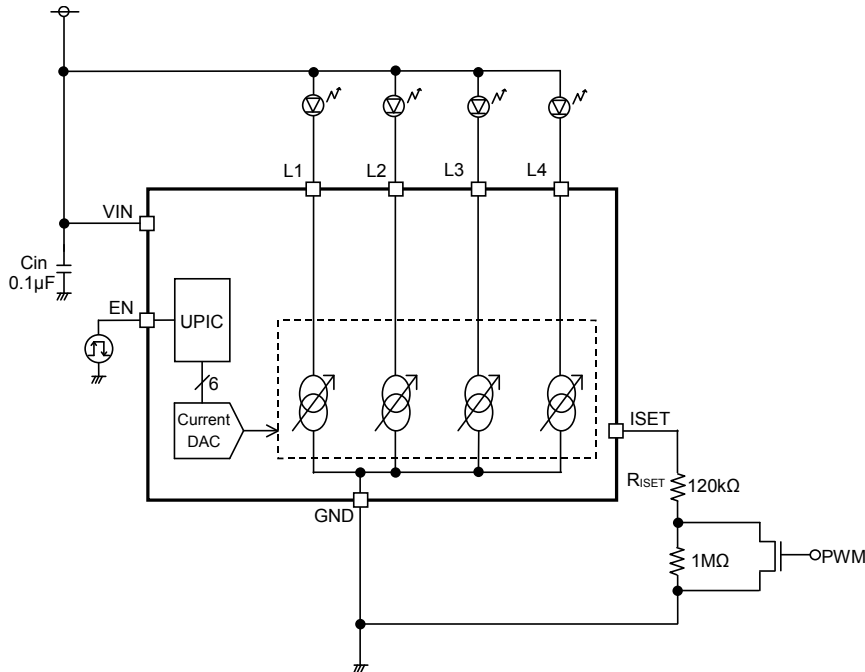 L1
L2
L3
L4
VIN
Cin
0.1µF
EN
UPIC
6
Current
DAC
ISET
RISET
120kΩ
GND
1MΩ
PWM